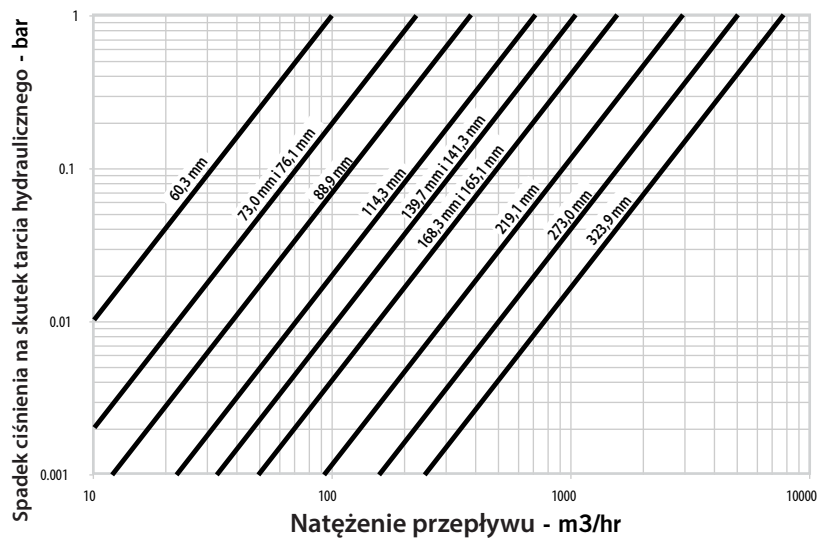 Spadek ciśnienia na skutek tarcia hydraulicznego - bar
1
0.1
0.01
0.001
60,3 mm
73,0 mm i 76,1 mm
88,9 mm
114,3 mm
139,7 mm i 141,3 mm
168,3 mm i 165,1 mm
219,1 mm
273,0 mm
323,9 mm
10 100 1000 10000
Natężenie przepływu - m3/hr